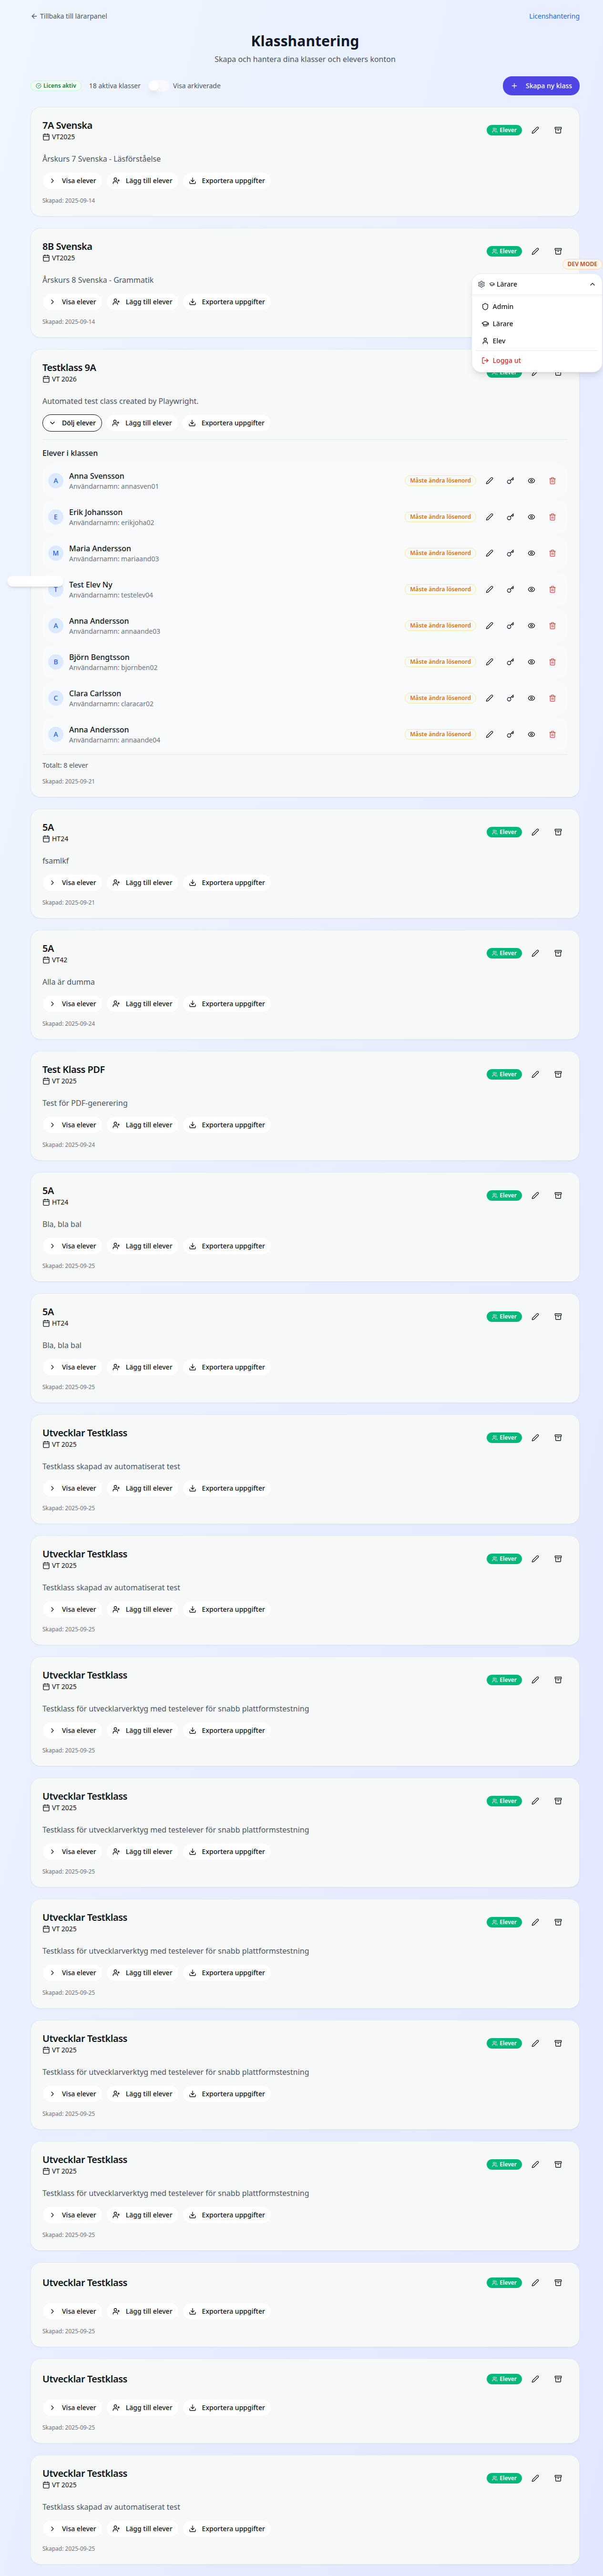 Tillbaka till lärarpanel
Licenshantering
Klasshantering
Skapa och hantera dina klasser och elevers konton
Licens aktiv
18 aktiva klasser
Visa arkiverade
Skapa ny klass
7A Svenska
Elever
VT2025
Årskurs 7 Svenska - Läsförståelse
Visa elever
Lägg till elever
Exportera uppgifter
Skapad: 2025-09-14
8B Svenska
Elever
VT2025
Årskurs 8 Svenska - Grammatik
Visa elever
Lägg till elever
Exportera uppgifter
Skapad: 2025-09-14
DEV MODE
Lärare
Admin
Lärare
Elev
Logga ut
Testklass 9A
Elever
VT 2026
Automated test class created by Playwright.
Dölj elever
Lägg till elever
Exportera uppgifter
Elever i klassen
A
Anna Svensson
Användarnamn: annasven01
Måste ändra lösenord
E
Erik Johansson
Användarnamn: erikjoha02
Måste ändra lösenord
M
Maria Andersson
Användarnamn: mariaand03
Måste ändra lösenord
T
Test Elev Ny
Användarnamn: testelev04
Måste ändra lösenord
A
Anna Andersson
Användarnamn: annaande03
Måste ändra lösenord
B
Björn Bengtsson
Användarnamn: bjornben02
Måste ändra lösenord
C
Clara Carlsson
Användarnamn: claracar02
Måste ändra lösenord
A
Anna Andersson
Användarnamn: annaande04
Måste ändra lösenord
Totalt: 8 elever
Skapad: 2025-09-21
5A
Elever
HT24
fsamlkf
Visa elever
Lägg till elever
Exportera uppgifter
Skapad: 2025-09-21
5A
Elever
VT42
Alla är dumma
Visa elever
Lägg till elever
Exportera uppgifter
Skapad: 2025-09-24
Test Klass PDF
Elever
VT 2025
Test för PDF-generering
Visa elever
Lägg till elever
Exportera uppgifter
Skapad: 2025-09-24
5A
Elever
HT24
Bla, bla bal
Visa elever
Lägg till elever
Exportera uppgifter
Skapad: 2025-09-25
5A
Elever
HT24
Bla, bla bal
Visa elever
Lägg till elever
Exportera uppgifter
Skapad: 2025-09-25
Utvecklar Testklass
Elever
VT 2025
Testklass skapad av automatiserat test
Visa elever
Lägg till elever
Exportera uppgifter
Skapad: 2025-09-25
Utvecklar Testklass
Elever
VT 2025
Testklass skapad av automatiserat test
Visa elever
Lägg till elever
Exportera uppgifter
Skapad: 2025-09-25
Utvecklar Testklass
Elever
VT 2025
Testklass för utvecklarverktyg med testelever för snabb plattformstestning
Visa elever
Lägg till elever
Exportera uppgifter
Skapad: 2025-09-25
Utvecklar Testklass
Elever
VT 2025
Testklass för utvecklarverktyg med testelever för snabb plattformstestning
Visa elever
Lägg till elever
Exportera uppgifter
Skapad: 2025-09-25
Utvecklar Testklass
Elever
VT 2025
Testklass för utvecklarverktyg med testelever för snabb plattformstestning
Visa elever
Lägg till elever
Exportera uppgifter
Skapad: 2025-09-25
Utvecklar Testklass
Elever
VT 2025
Testklass för utvecklarverktyg med testelever för snabb plattformstestning
Visa elever
Lägg till elever
Exportera uppgifter
Skapad: 2025-09-25
Utvecklar Testklass
Elever
VT 2025
Testklass för utvecklarverktyg med testelever för snabb plattformstestning
Visa elever
Lägg till elever
Exportera uppgifter
Skapad: 2025-09-25
Utvecklar Testklass
Elever
Visa elever
Lägg till elever
Exportera uppgifter
Skapad: 2025-09-25
Utvecklar Testklass
Elever
Visa elever
Lägg till elever
Exportera uppgifter
Skapad: 2025-09-25
Utvecklar Testklass
Elever
VT 2025
Testklass skapad av automatiserat test
Visa elever
Lägg till elever
Exportera uppgifter
Skapad: 2025-09-25